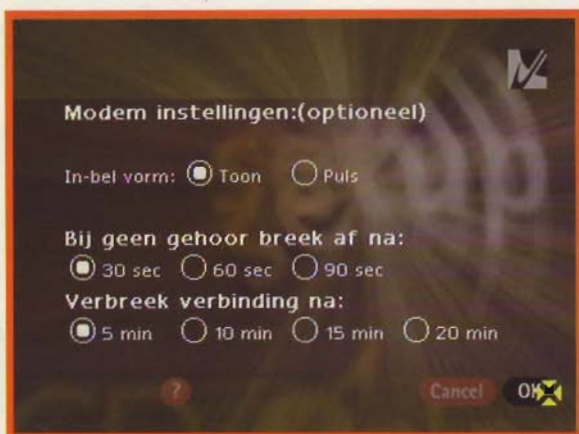 Modem instellingen:(optioneel)
In-bel vorm: Toon Puls
Bij geen gehoor breek af na:
30 sec 60 sec 90 sec
Verbreek verbinding na:
5 min 10 min 15 min 20 min
? Cancel OK